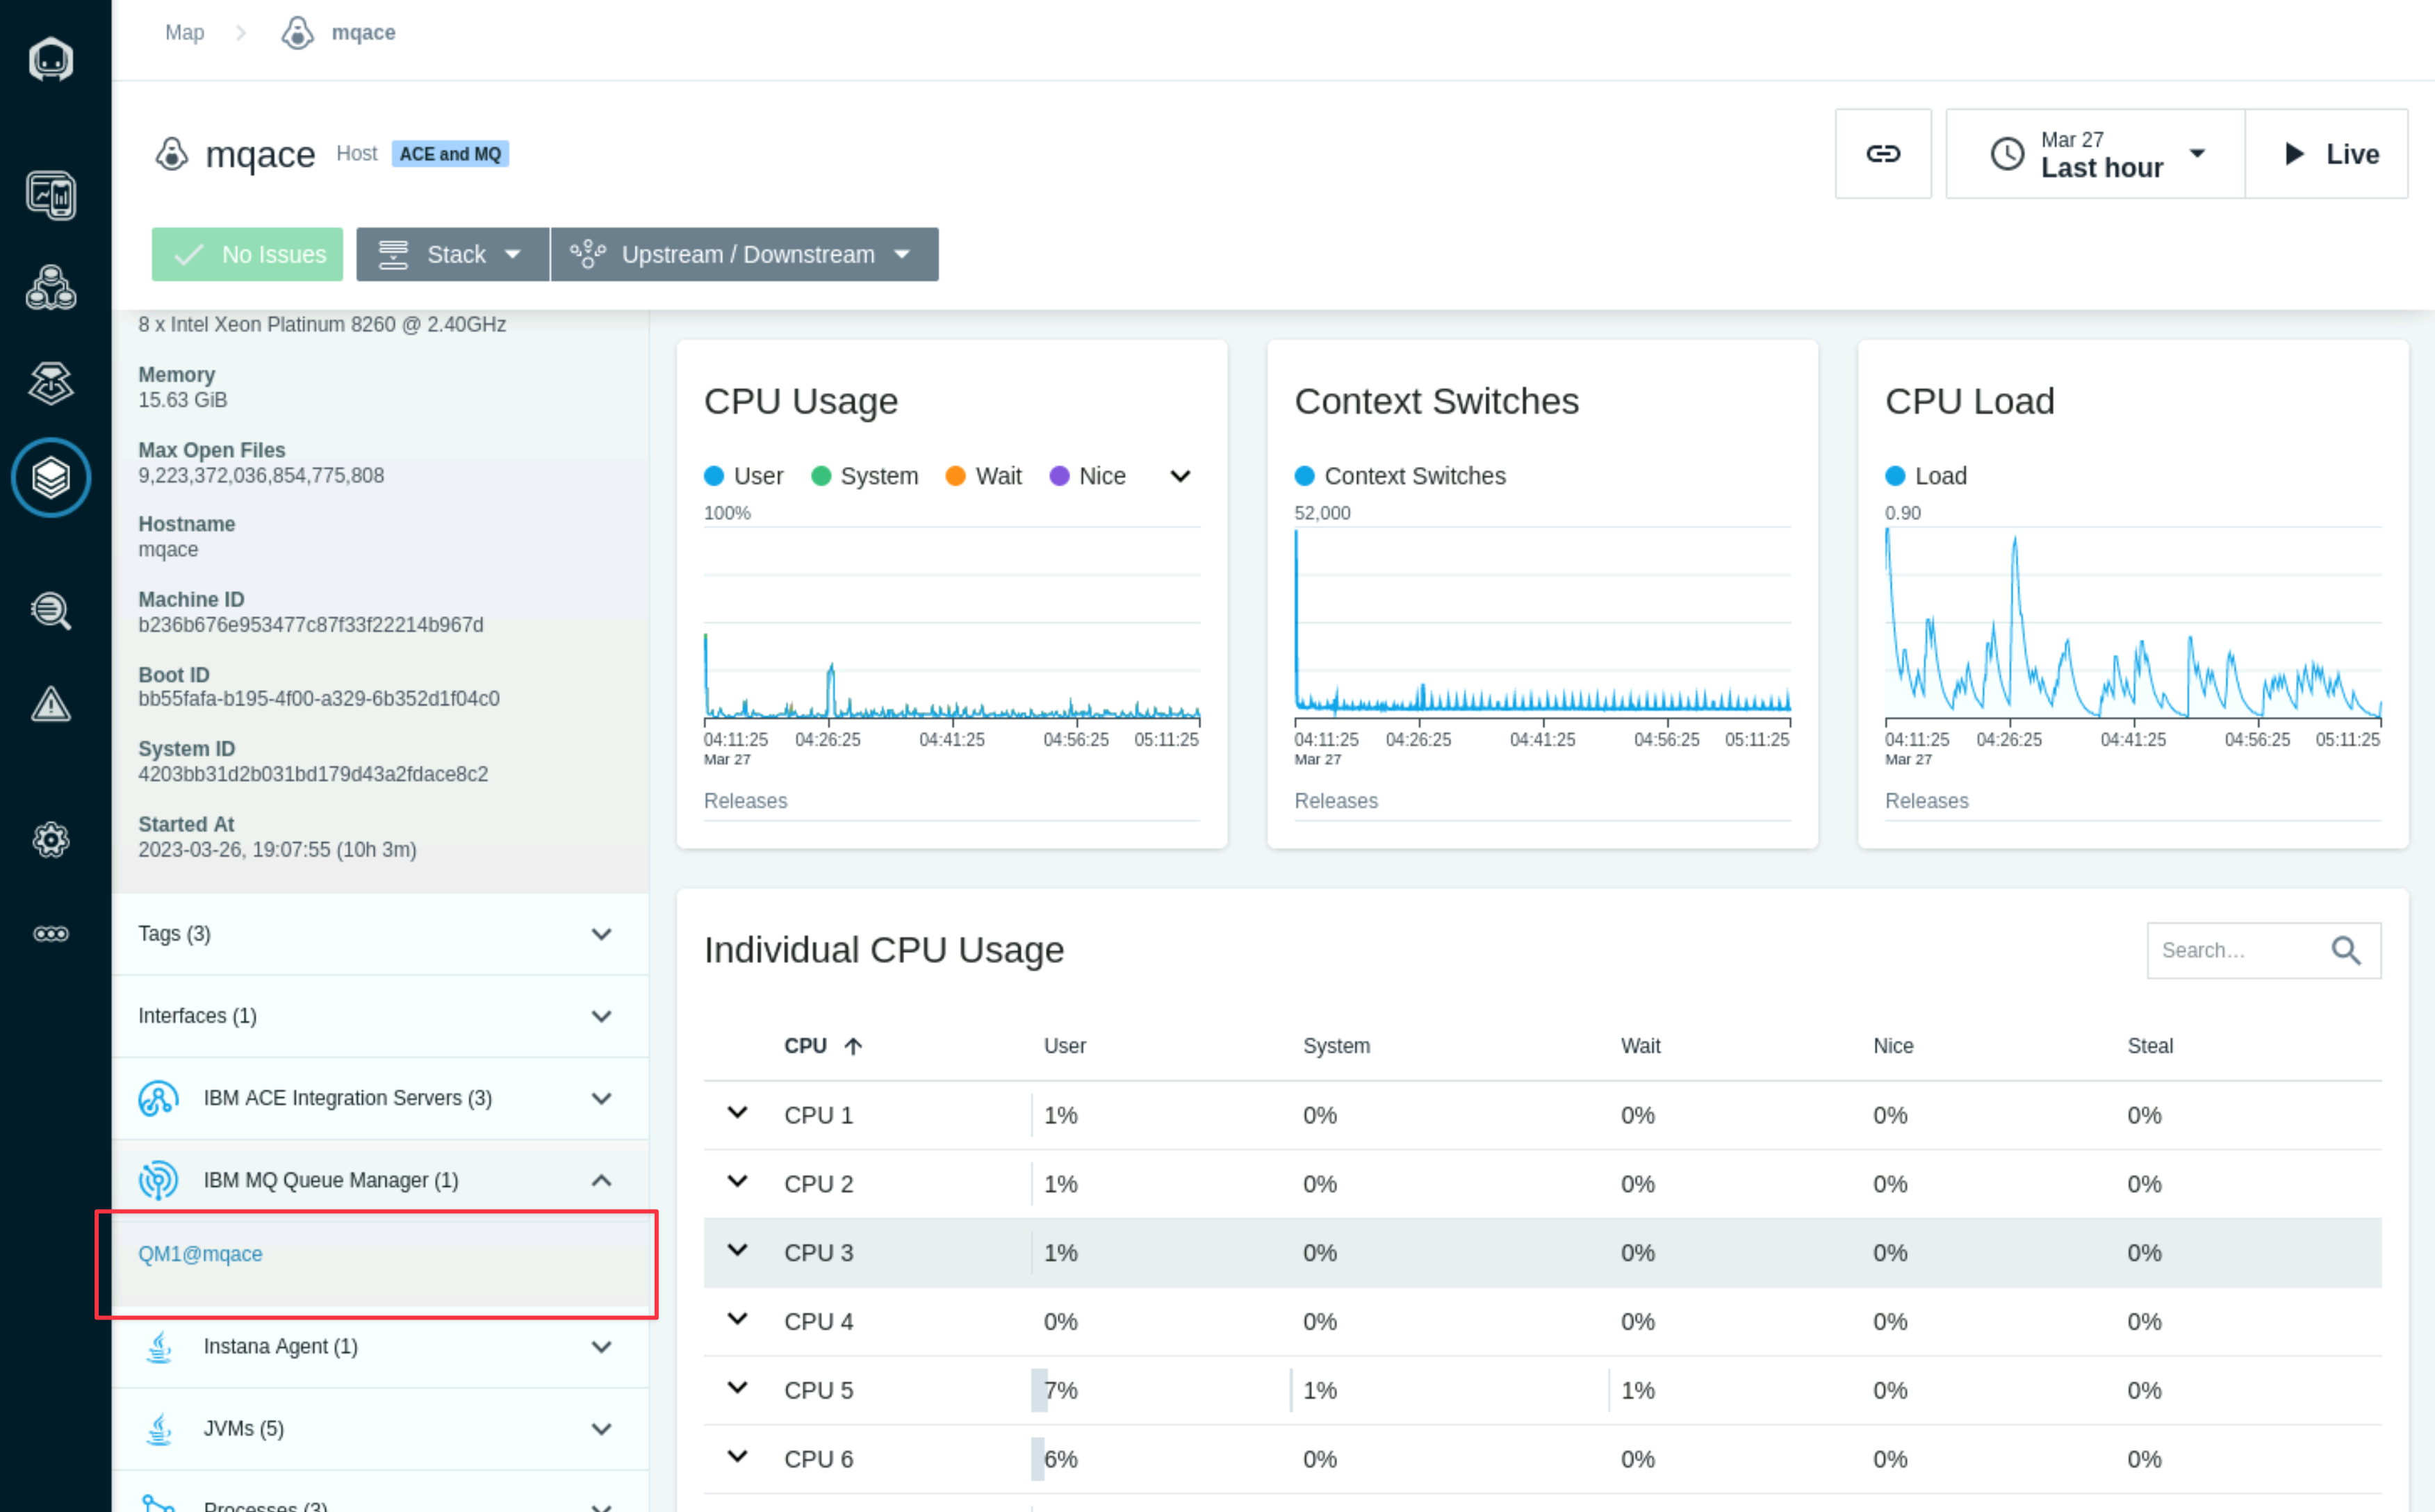 Map > mqace
mqace Host ACE and MQ
Mar 27
Last hour
Live
No Issues
Stack
Upstream / Downstream
8 x Intel Xeon Platinum 8260 @ 2.40GHz
Memory
15.63 GiB
Max Open Files
9,223,372,036,854,775,808
Hostname
mqace
Machine ID
b236b676e953477c87f33f22214b967d
Boot ID
bb55fafa-b195-4f00-a329-6b352d1f04c0
System ID
4203bb31d2b031bd179d43a2fdace8c2
Started At
2023-03-26, 19:07:55 (10h 3m)
Tags (3)
Interfaces (1)
IBM ACE Integration Servers (3)
IBM MQ Queue Manager (1)
QM1@mqace
Instana Agent (1)
JVMs (5)
Processes (3)
CPU Usage
User System Wait Nice
100%
04:11:25 04:26:25 04:41:25 04:56:25 05:11:25
Mar 27
Releases
Context Switches
Context Switches
52,000
04:11:25 04:26:25 04:41:25 04:56:25 05:11:25
Mar 27
Releases
CPU Load
Load
0.90
04:11:25 04:26:25 04:41:25 04:56:25 05:11:25
Mar 27
Releases
Individual CPU Usage
Search...
CPU User System Wait Nice Steal
CPU 1 1% 0% 0% 0% 0%
CPU 2 1% 0% 0% 0% 0%
CPU 3 1% 0% 0% 0% 0%
CPU 4 0% 0% 0% 0% 0%
CPU 5 7% 1% 1% 0% 0%
CPU 6 6% 0% 0% 0% 0%